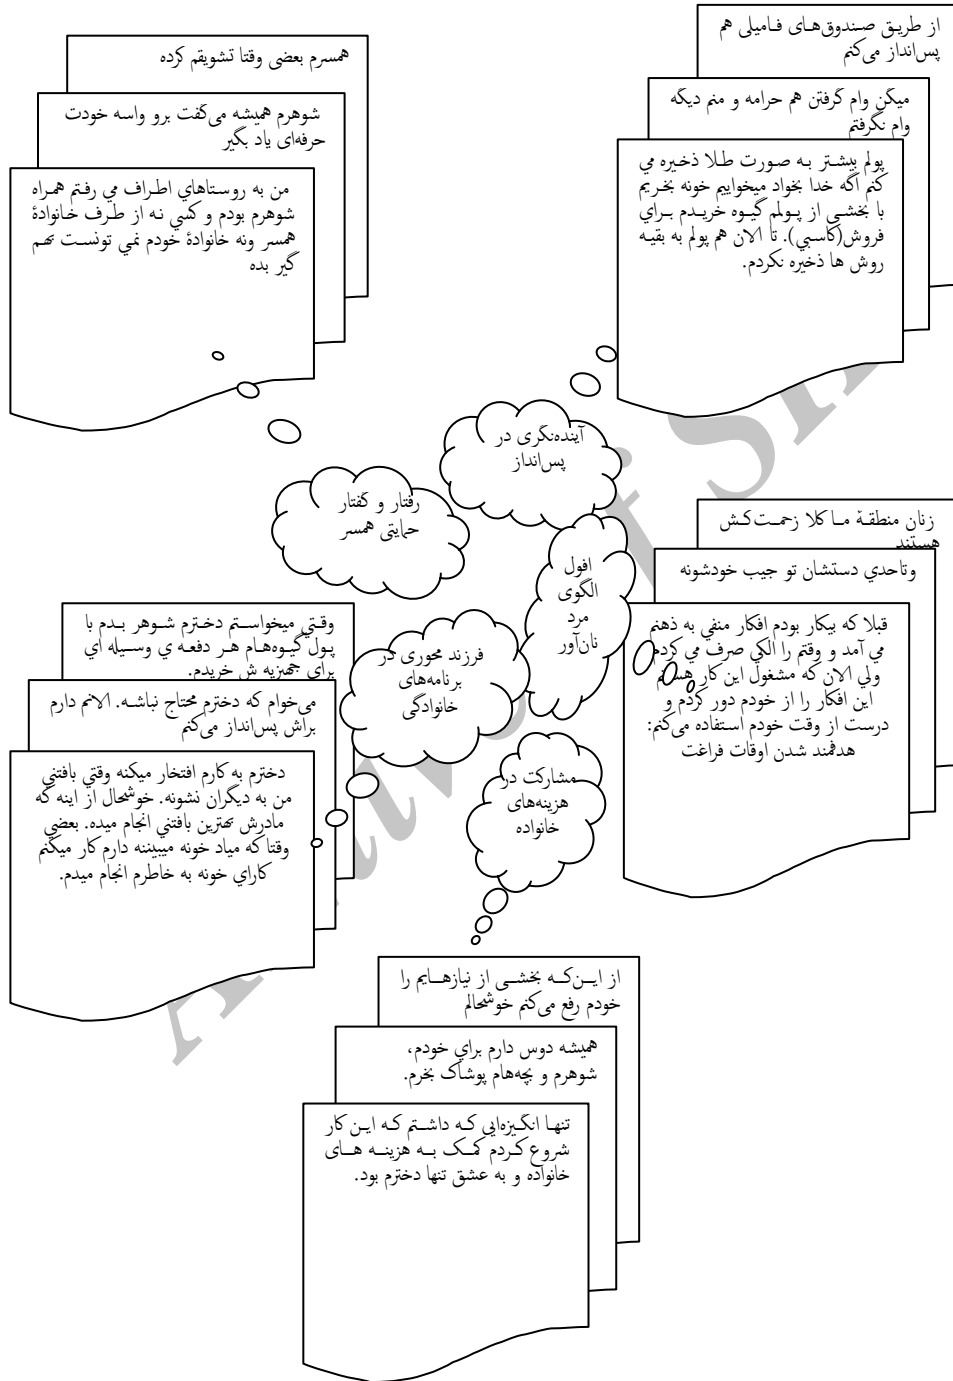 از طریق صندوق‌های فامیلی هم
پس‌انداز می‌کنم
میگن وام گرفتن هم حرامه و منم دیگه
وام نگرفتم
پولم بیشتر به صورت طلا ذخیره مي
کنم اگه خدا بخواد میخواییم خونه بخریم
با بخشی از پولم گیوه خریدم براي
فروش(کاسبي). تا الان هم پولم به بقیه
روش ها ذخیره نکردم.
همسرم بعضی وقتا تشویقم کرده
شوهرم همیشه می‌گفت برو واسه خودت
حرفه‌ای یاد بگیر
من به روستاهاي اطراف مي رفتم همراه
شوهرم بودم و کسي نه از طرف خانوادۀ
همسر ونه خانوادۀ خودم نمي تونست بهم
گیر بده
آینده‌نگری در
پس‌انداز
رفتار و گفتار
حمایتی همسر
افول
الگوی
مرد
نان‌آور
زنان منطقۀ ما کلا زحمت‌کش
هستند
وتاحدي دستشان تو جیب خودشونه
قبلا که بیکار بودم افکار منفي به ذهنم
مي آمد و وقتم را الکي صرف مي کردم
ولي الان که مشغول این کار هستم
این افکار را از خودم دور کردم و
درست از وقت خودم استفاده می‌کنم:
هدفمند شدن اوقات فراغت
فرزند محوری در
برنامه‌های
خانوادگی
وقتي میخواستم دخترم شوهر بدم با
پول گیوه‌هام هر دفعه ي وسیله اي
براي جهزیه ش خریدم.
می‌خوام که دخترم محتاج نباشه. الانم دارم
براش پس‌انداز می‌کنم
دخترم به کارم افتخار میکنه وقتي بافتني
من به دیگران نشونه. خوشحال از اینه که
مادرش بهترین بافتني انجام میده. بعضي
وقتا که میاد خونه میبیننه دارم کار میکنم
کاراي خونه به خاطرم انجام میدم.
مشارکت در
هزینه‌های
خانواده
از این‌که بخشی از نیازهایم را
خودم رفع می‌کنم خوشحالم
همیشه دوس دارم براي خودم،
شوهرم و بچه‌هام پوشاک بخرم.
تنها انگیزه‌ایی که داشتم که این کار
شروع کردم کمک به هزینه های
خانواده و به عشق تنها دخترم بود.